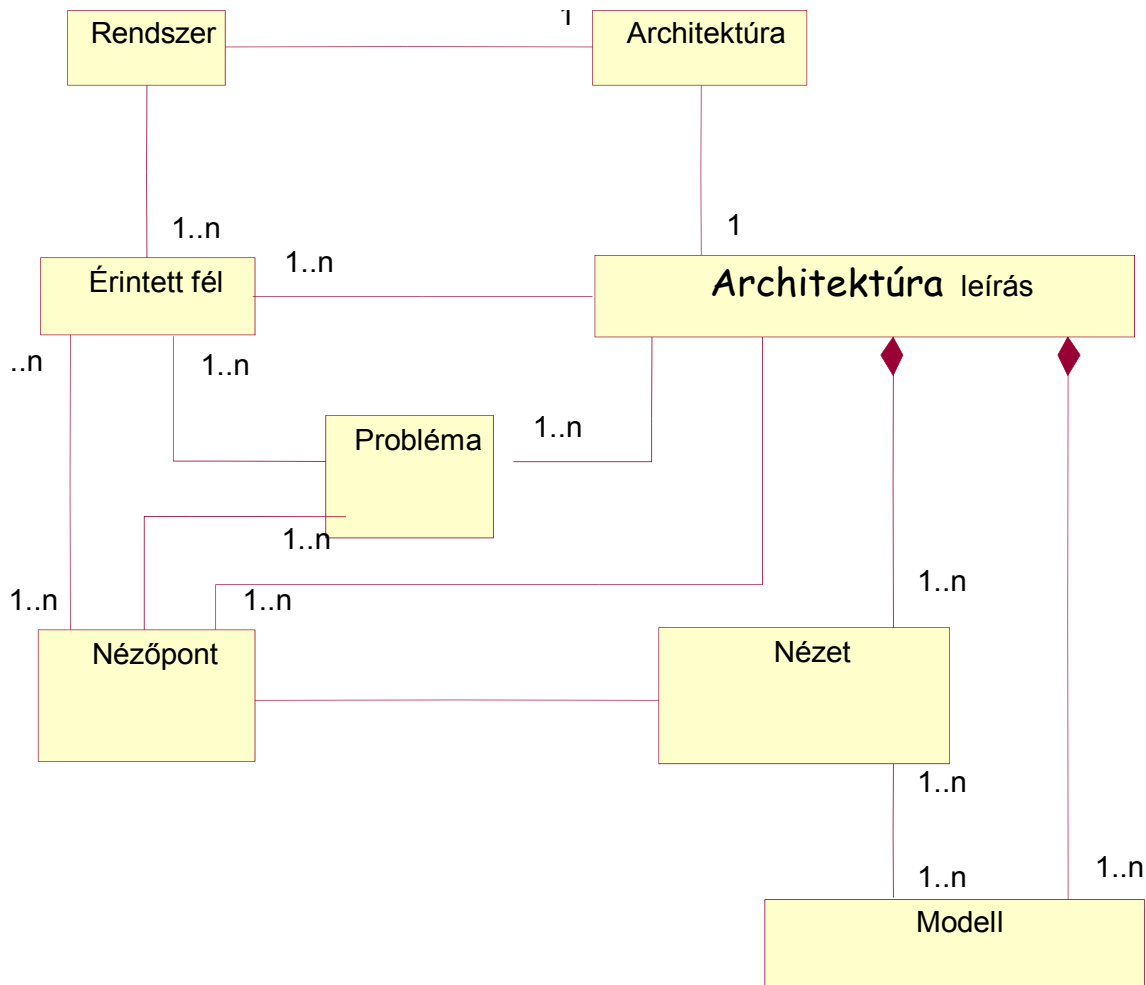 1
Rendszer
Architektúra
1..n
1
1..n
Érintett fél
Architektúra leírás
..n
1..n
Probléma
1..n
1..n
1..n
1..n
1..n
Nézőpont
Nézet
1..n
1..n
1..n
Modell